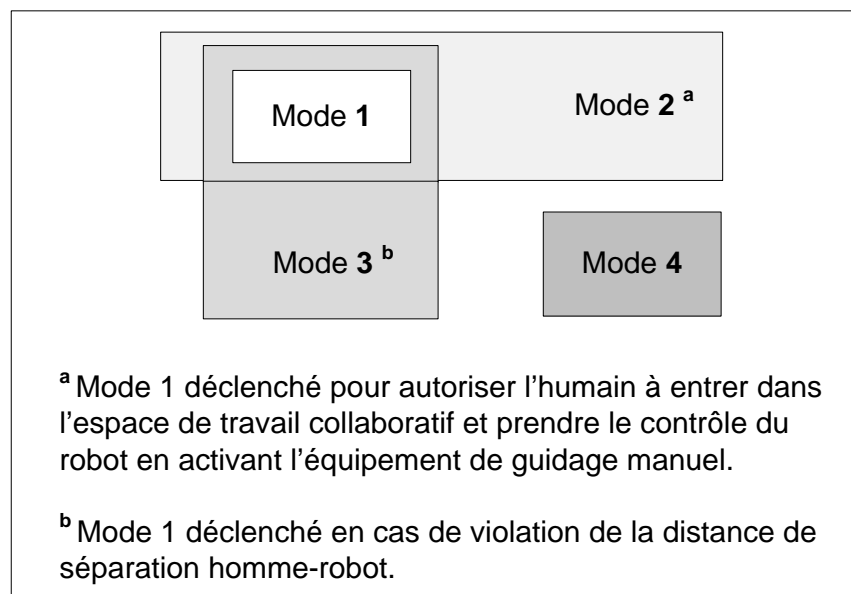 Mode 1
Mode 2 a
Mode 3 b
Mode 4
a Mode 1 déclenché pour autoriser l’humain à entrer dans
l’espace de travail collaboratif et prendre le contrôle du
robot en activant l’équipement de guidage manuel.
b Mode 1 déclenché en cas de violation de la distance de
séparation homme-robot.